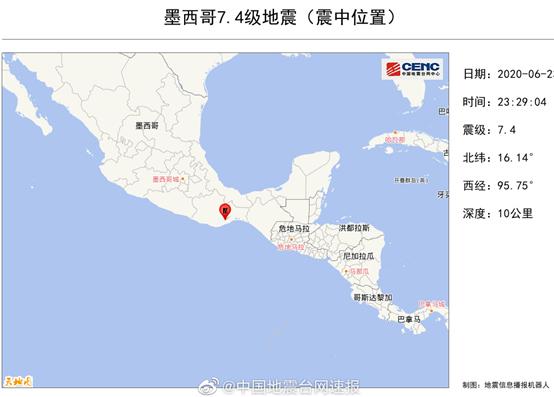 墨西哥7.4级地震（震中位置）
CENC
中国地震台网中心
日期：2020-06-23
时间：23:29:04
震级：7.4
北纬：16.14°
西经：95.75°
深度：10公里
墨西哥
墨西哥城
哈瓦那
开曼群岛(英)
牙买
危地马拉
危地马拉
洪都拉斯
尼加拉瓜
马那瓜
哥斯达黎加
巴拿马城
巴拿马
天地图
@中国地震台网速报
制图：地震信息播报机器人